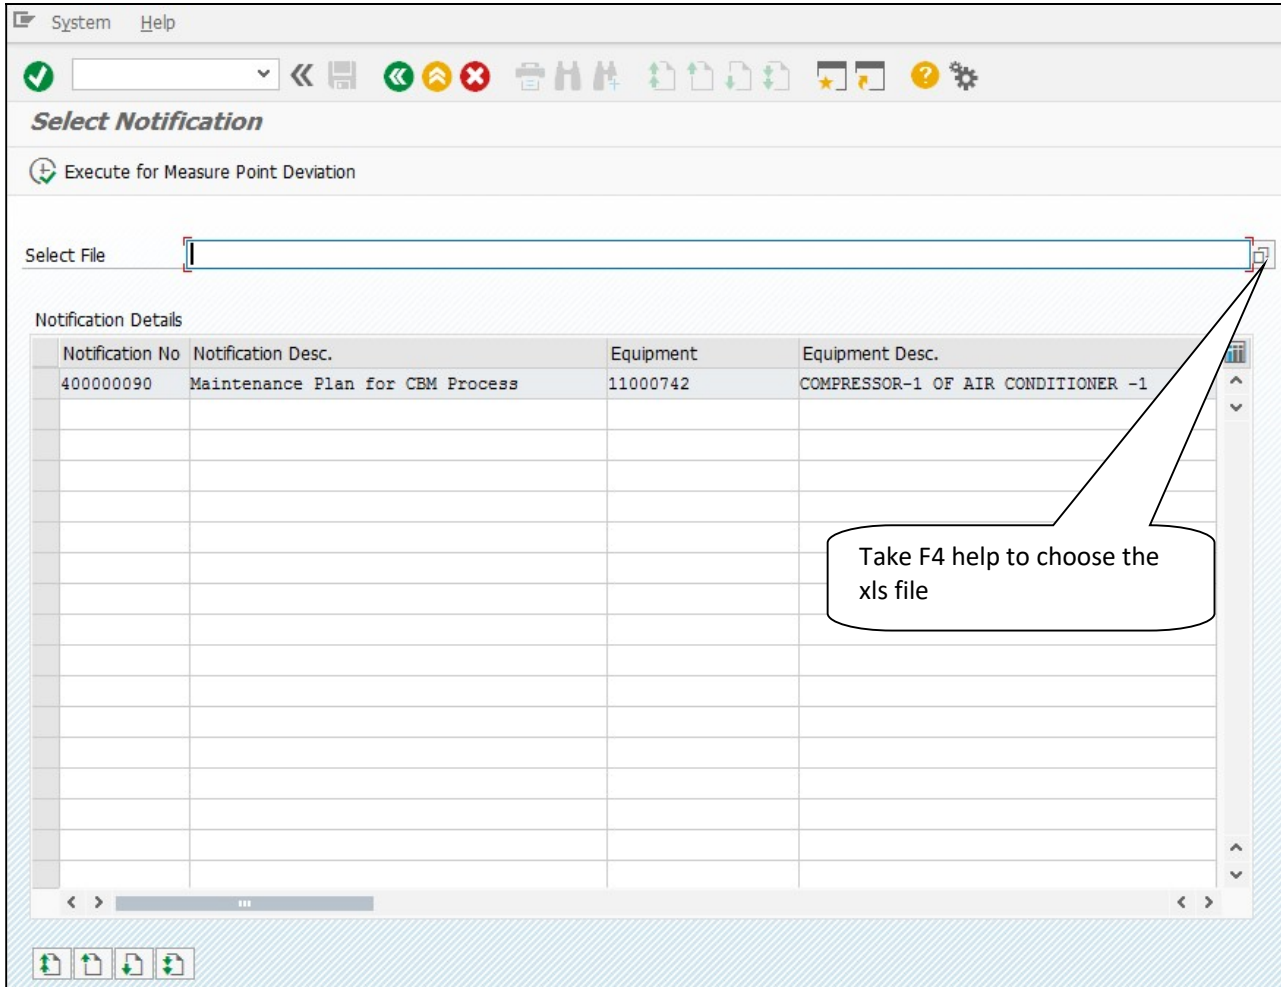 System Help
Select Notification
Execute for Measure Point Deviation
Select File
Notification Details
Notification No Notification Desc. Equipment Equipment Desc.
400000090 Maintenance Plan for CBM Process 11000742 COMPRESSOR-1 OF AIR CONDITIONER -1
Take F4 help to choose the
xls file